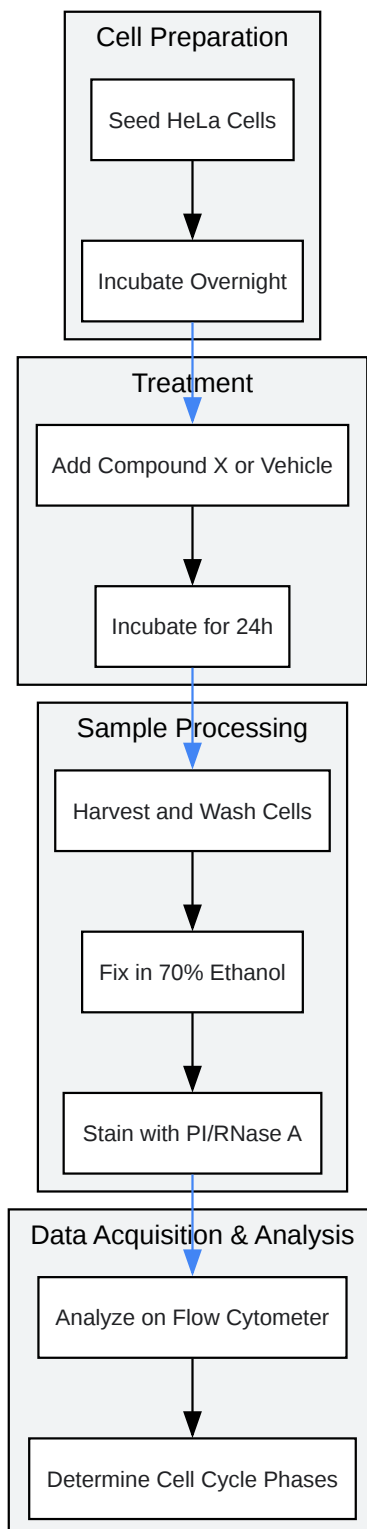 Cell Preparation
Seed HeLa Cells
Incubate Overnight
Treatment
Add Compound X or Vehicle
Incubate for 24h
Sample Processing
Harvest and Wash Cells
Fix in 70% Ethanol
Stain with PI/RNase A
Data Acquisition & Analysis
Analyze on Flow Cytometer
Determine Cell Cycle Phases